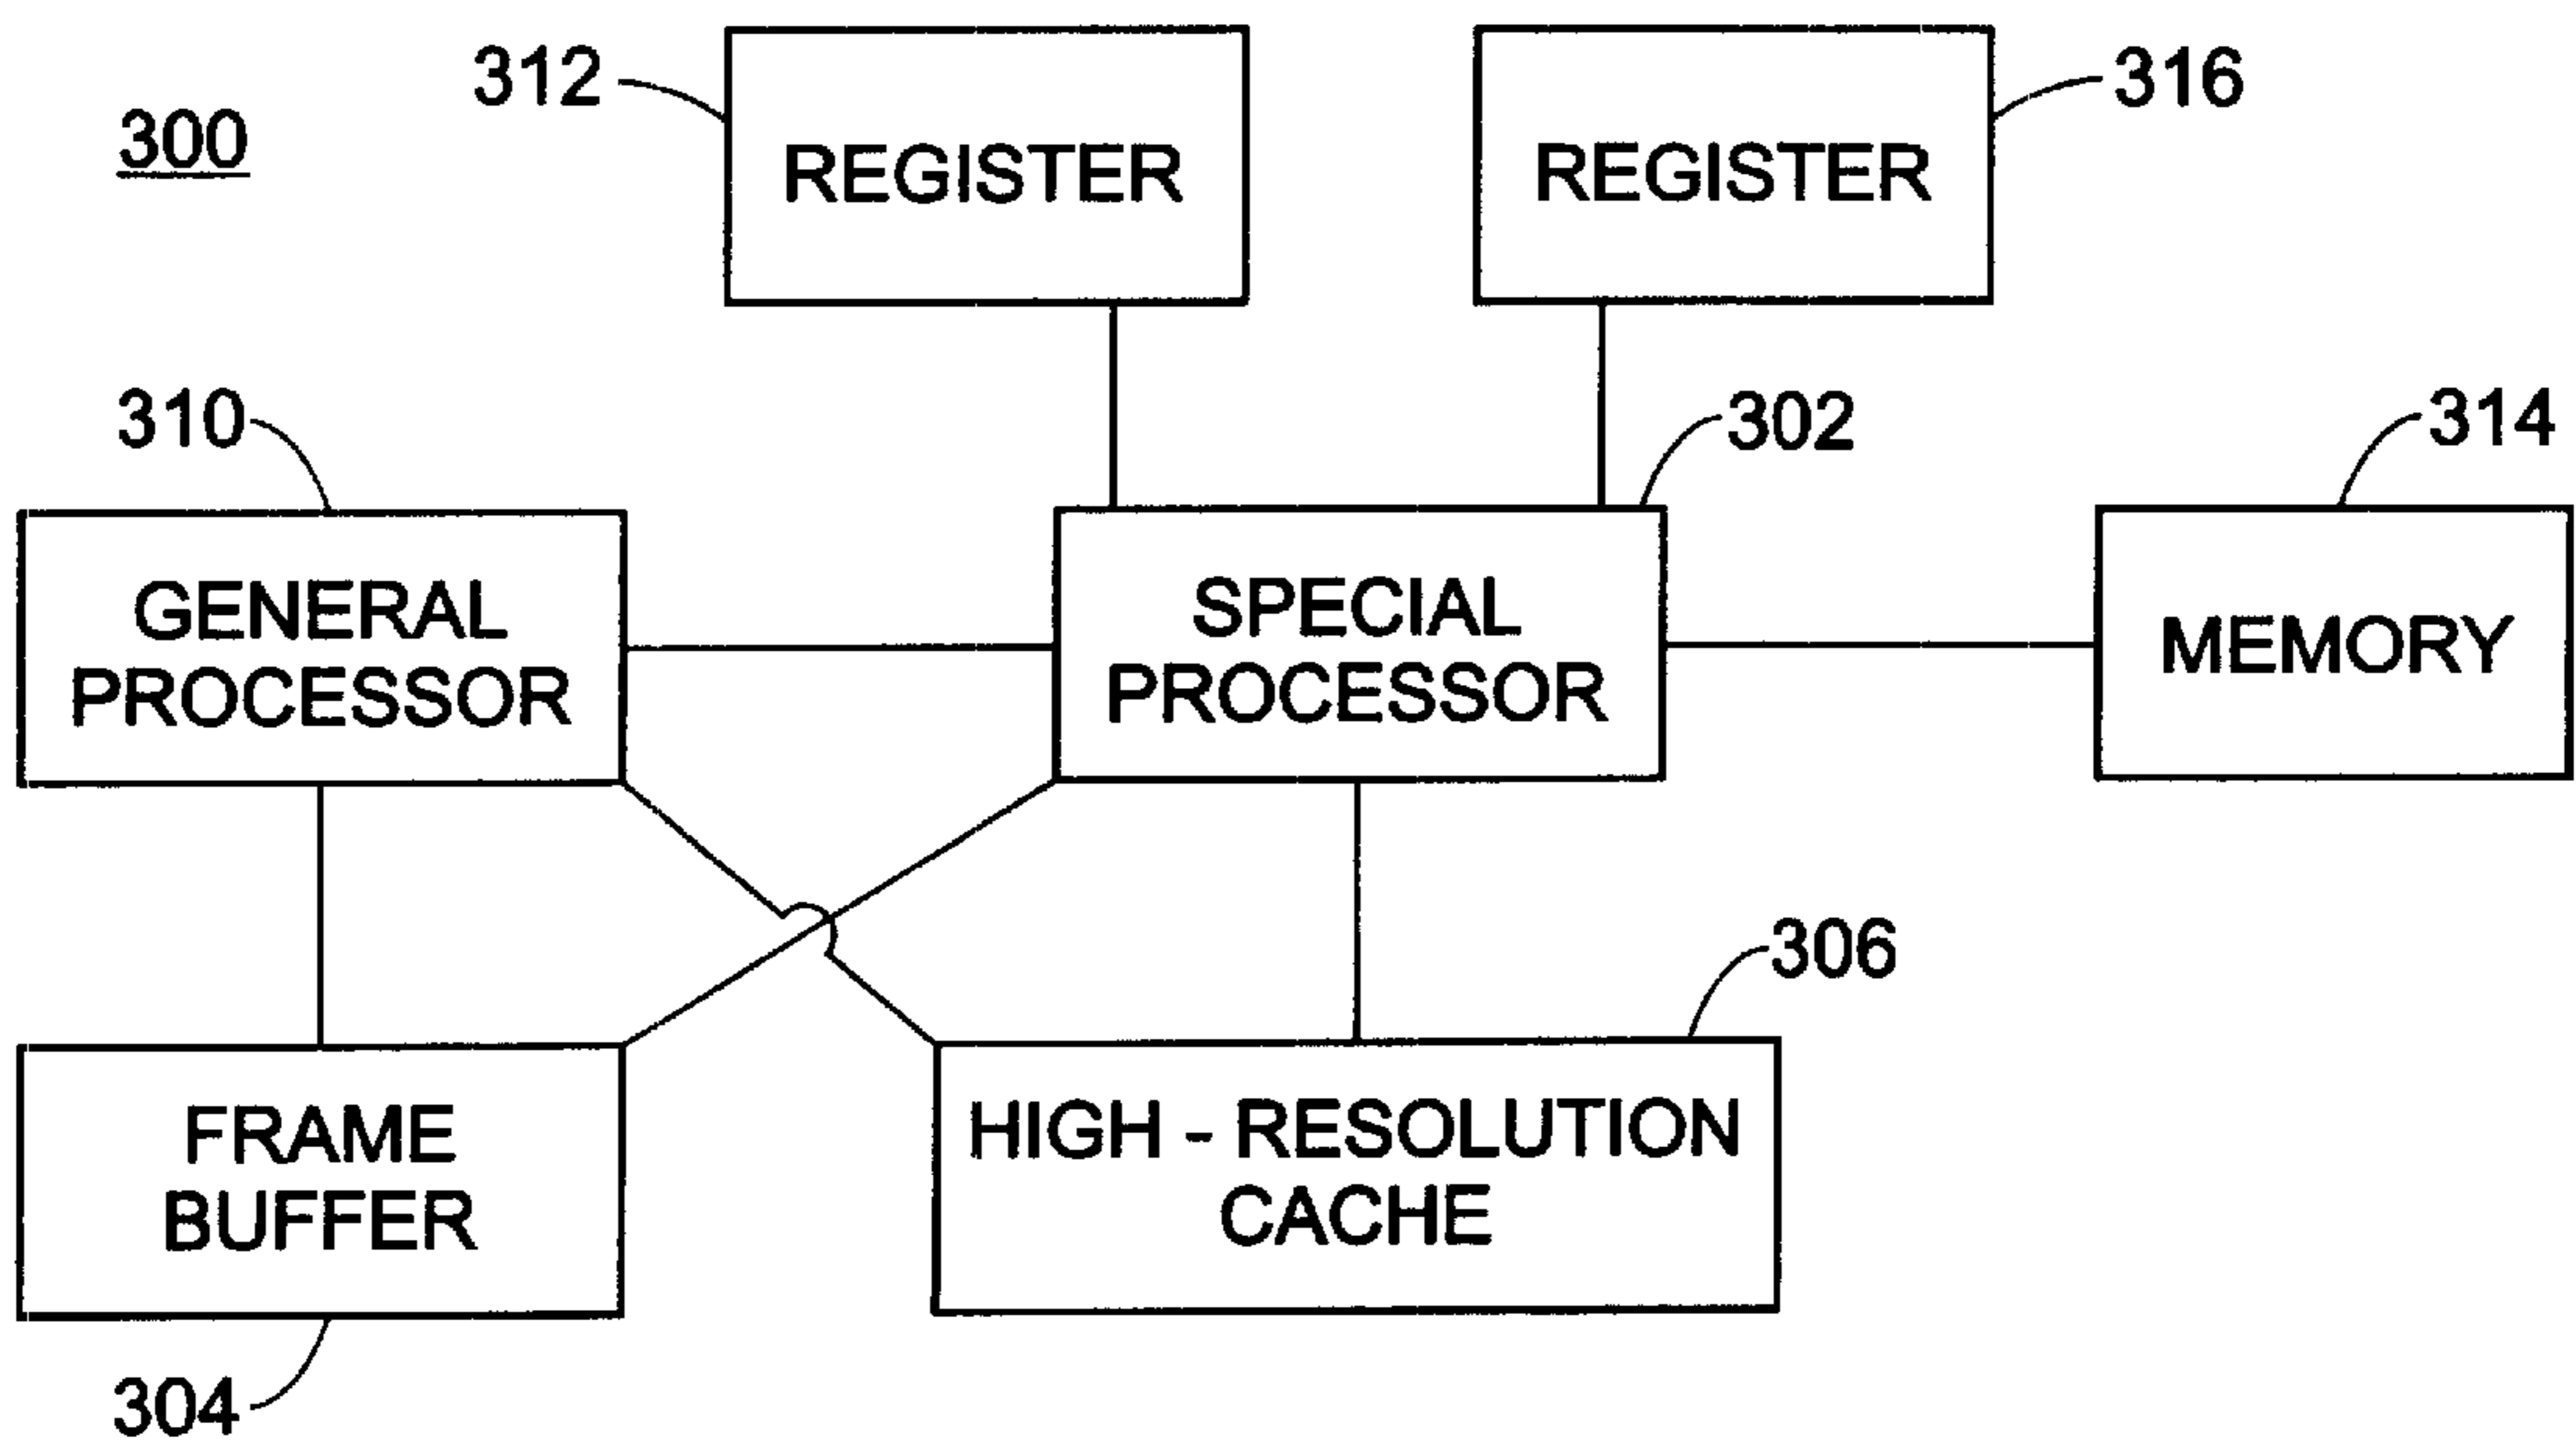 300
312
REGISTER
316
REGISTER
310
GENERAL
PROCESSOR
302
SPECIAL
PROCESSOR
314
MEMORY
304
FRAME
BUFFER
306
HIGH - RESOLUTION
CACHE